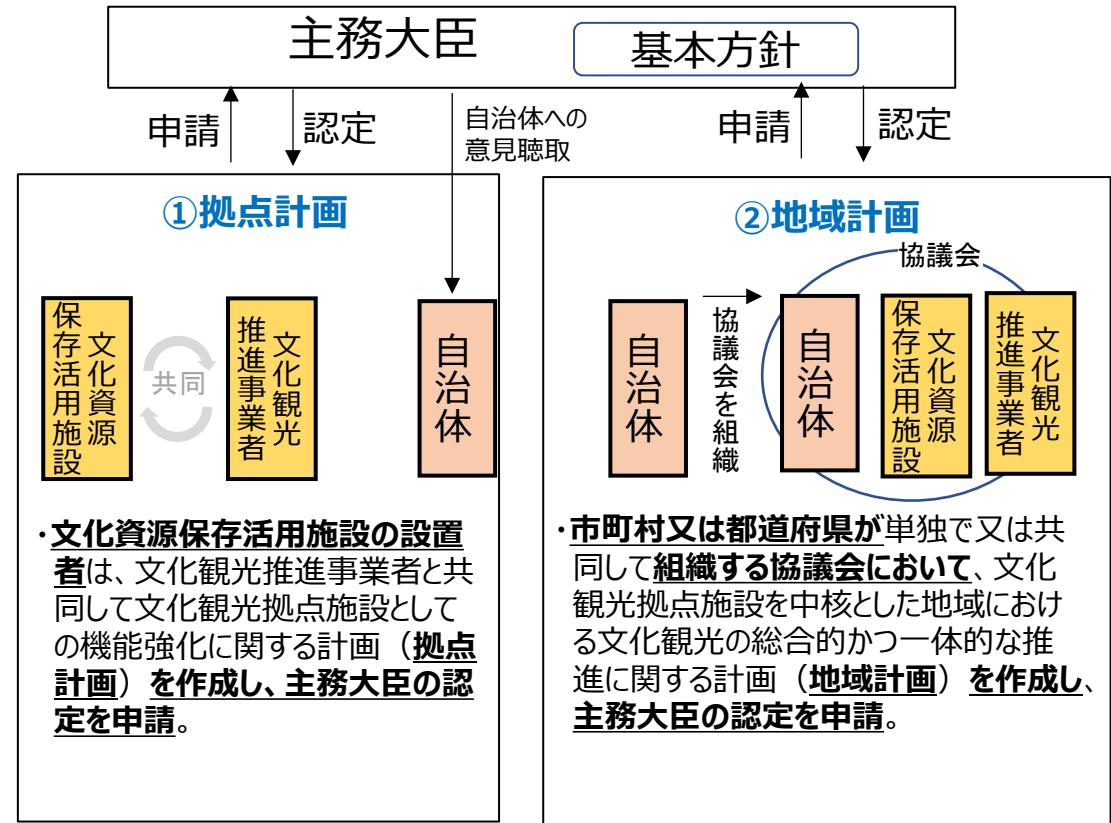 主務大臣
基本方針
申請
認定
自治体への
意見聴取
申請
認定
①拠点計画
文化資源
保存活用施設
共同
文化観光
推進事業者
自治体
・文化資源保存活用施設の設置
者は、文化観光推進事業者と共
同して文化観光拠点施設として
の機能強化に関する計画（拠点
計画）を作成し、主務大臣の認
定を申請。
②地域計画
協議会
自治体
協議会を組織
自治体
文化資源
保存活用施設
文化観光
推進事業者
・市町村又は都道府県が単独で又は共
同して組織する協議会において、文化
観光拠点施設を中核とした地域におけ
る文化観光の総合的かつ一体的な推
進に関する計画（地域計画）を作成し、
主務大臣の認定を申請。